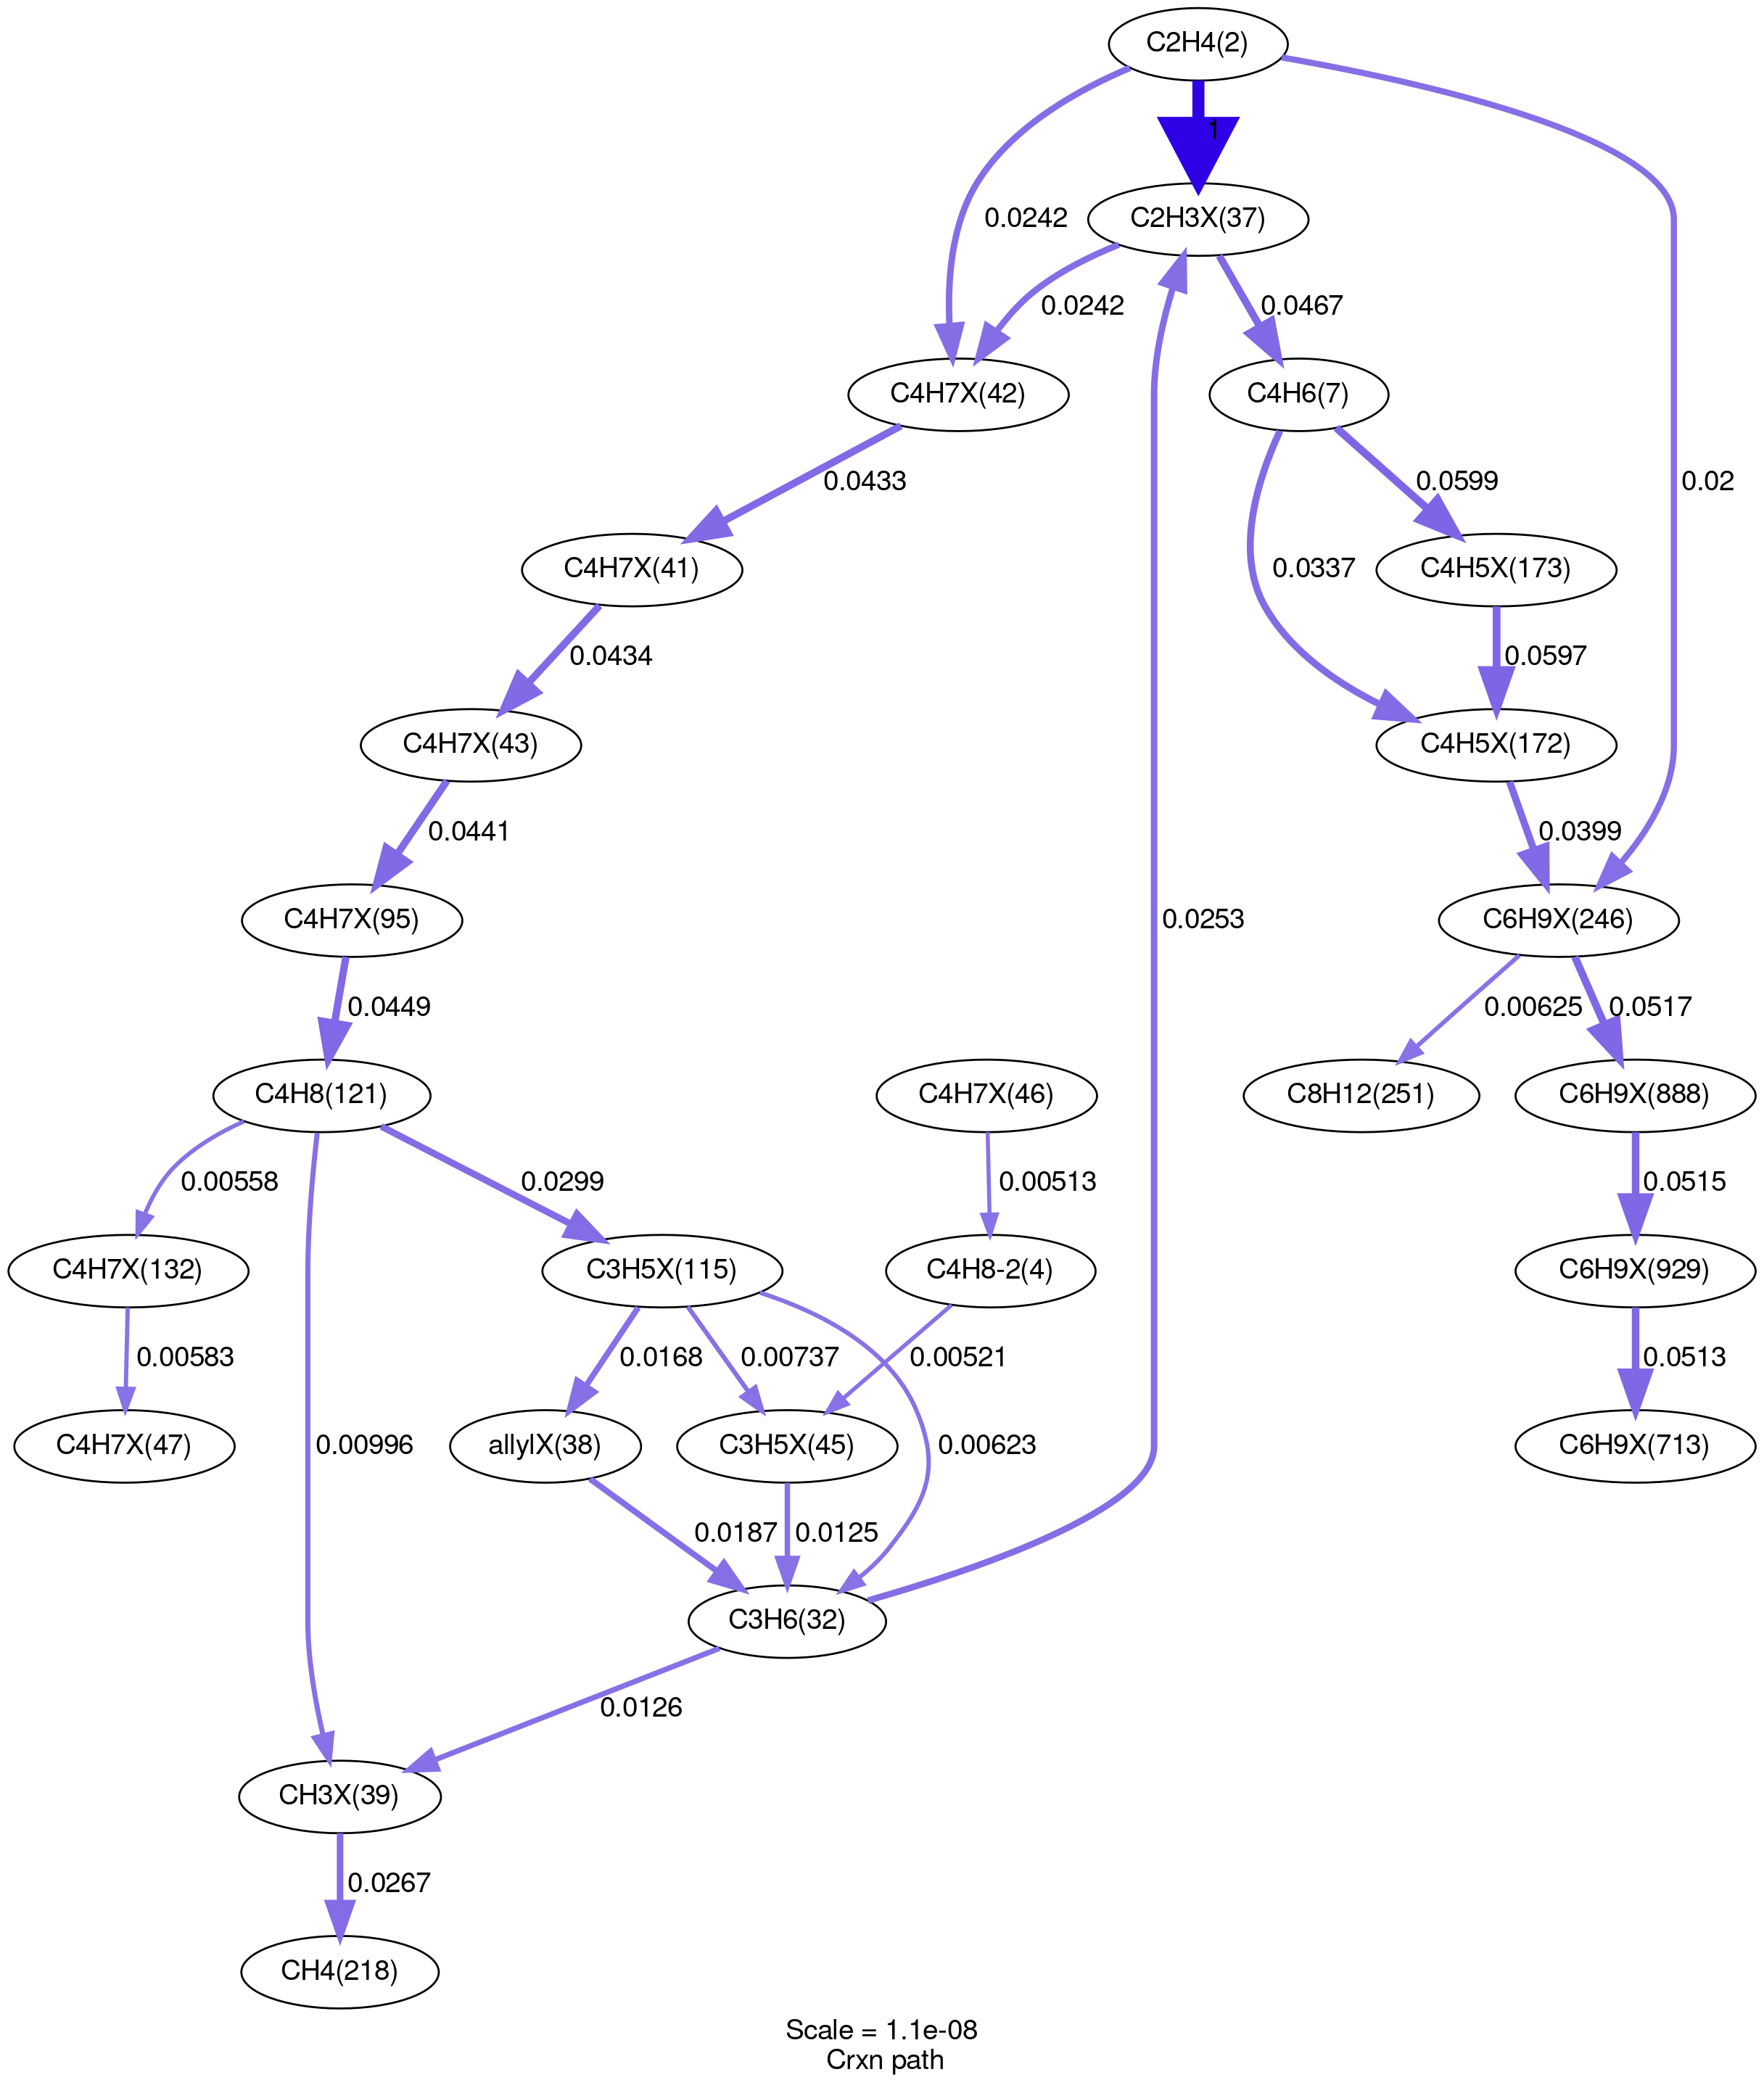 C2H4(2)
1
C2H3X(37)
0.0242
0.0242
0.0467
C4H7X(42)
C4H6(7)
0.0433
0.0599
0.02
C4H7X(41)
0.0337
C4H5X(173)
0.0434
0.0597
C4H7X(43)
C4H5X(172)
0.0441
0.0399
C4H7X(95)
0.0253
C6H9X(246)
0.0449
0.00625
0.0517
C4H8(121)
C4H7X(46)
C8H12(251)
C6H9X(888)
0.00558
0.0299
0.00513
0.0515
C4H7X(132)
C3H5X(115)
C4H8-2(4)
C6H9X(929)
0.00583
0.0168
0.00737
0.00521
0.0513
C4H7X(47)
0.00996
allylX(38)
C3H5X(45)
0.00623
C6H9X(713)
0.0187
0.0125
C3H6(32)
0.0126
CH3X(39)
0.0267
CH4(218)
Scale = 1.1e-08
Crxn path